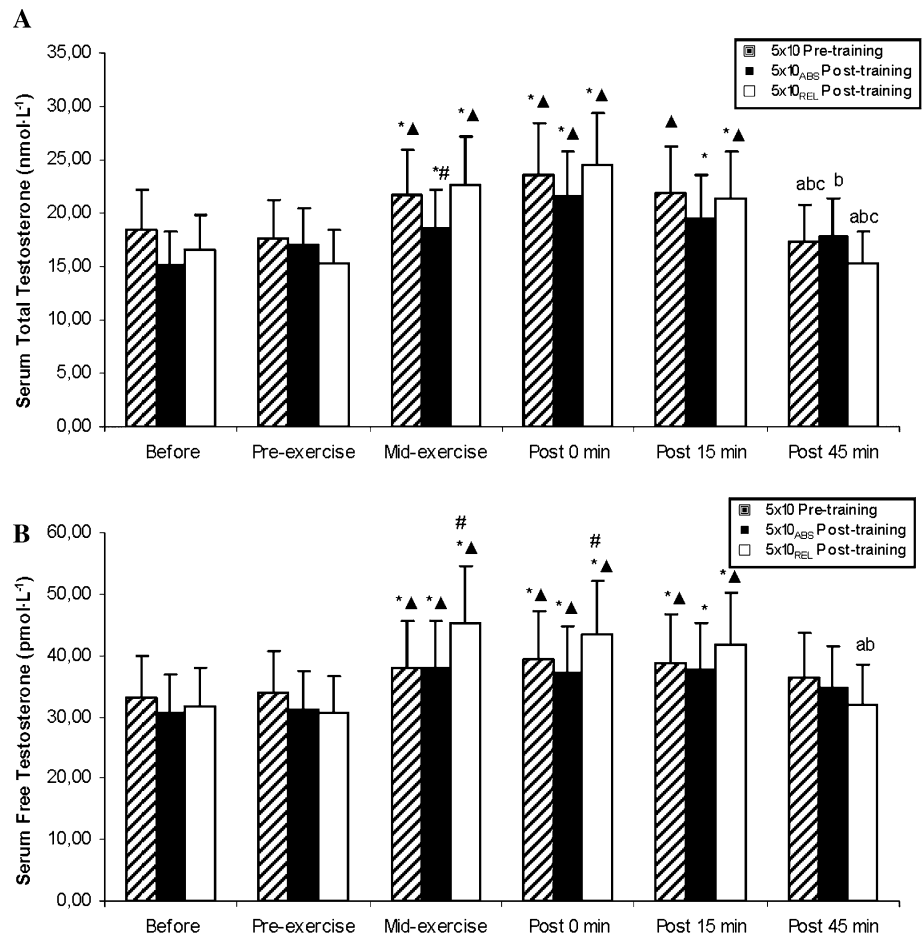 A
Serum Total Testosterone (nmol·L-1)
35,00
30,00
25,00
20,00
15,00
10,00
5,00
0,00
5x10 Pre-training
5x10ABS Post-training
5x10REL Post-training
*▲
*#
*▲
*▲
*▲
*▲
▲
*
*▲
abc
b
abc
Before Pre-exercise Mid-exercise Post 0 min Post 15 min Post 45 min
B
Serum Free Testosterone (pmol·L-1)
60,00
50,00
40,00
30,00
20,00
10,00
0,00
5x10 Pre-training
5x10ABS Post-training
5x10REL Post-training
*▲
*▲
#
*▲
*▲
*▲
#
*▲
*▲
*
*▲
ab
Before Pre-exercise Mid-exercise Post 0 min Post 15 min Post 45 min